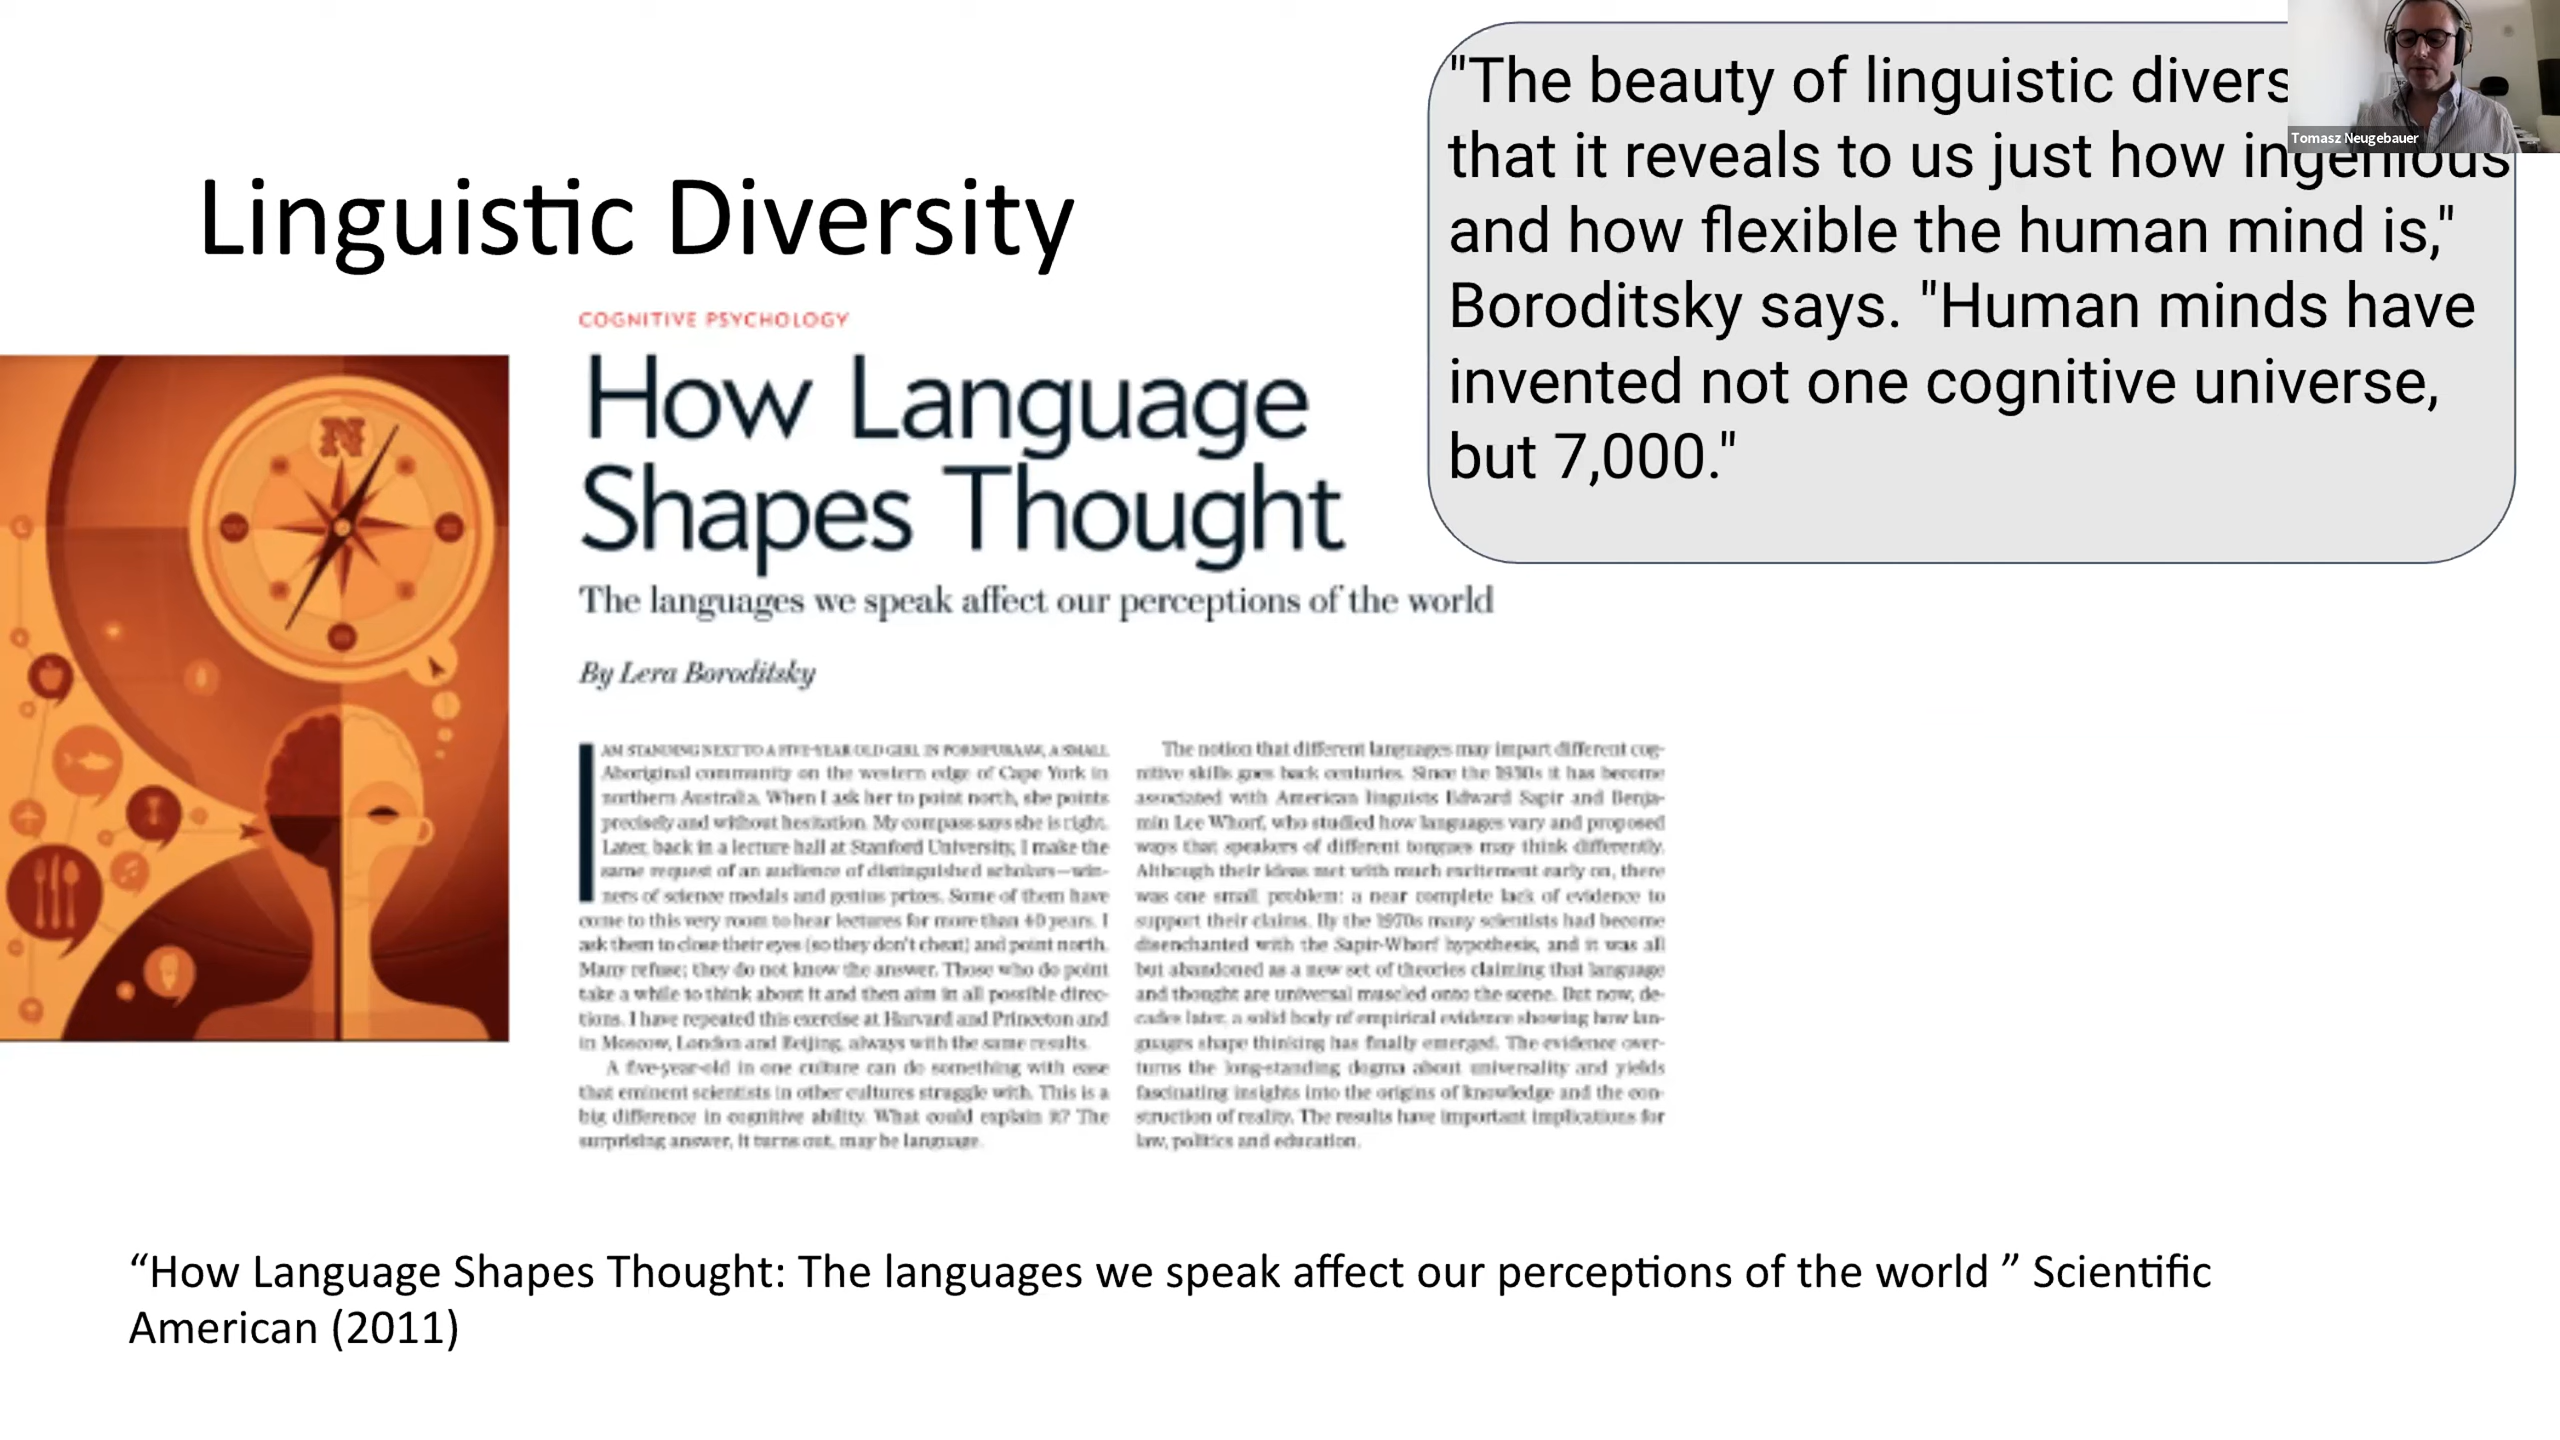 "The beauty of linguistic divers
that it reveals to us just how ingenious
and how flexible the human mind is,"
Boroditsky says. "Human minds have
invented not one cognitive universe,
but 7,000."
Tomasz Neugebauer
Linguistic Diversity
COGNITIVE PSYCHOLOGY
How Language
Shapes Thought
The languages we speak affect our perceptions of the world
By Lera Boroditsky
N
I AM STANDING NEXT TO A FIVE-YEAR OLD GIRL IN PORMPURAAW, A SMALL
Aboriginal community on the western edge of Cape York in
northern Australia. When I ask her to point north, she points
precisely and without hesitation. My compass says she is right.
Later, back in a lecture hall at Stanford University, I make the
same request of an audience of distinguished scholars—win-
ners of science medals and genius prizes. Some of them have
come to this very room to hear lectures for more than 40 years. I
ask them to close their eyes (so they don't cheat) and point north.
Many refuse; they do not know the answer. Those who do point
take a while to think about it and then aim in all possible direc-
tions. I have repeated this exercise at Harvard and Princeton and
in Moscow, London and Beijing, always with the same results.
A five-year-old in one culture can do something with ease
that eminent scientists in other cultures struggle with. This is a
big difference in cognitive ability. What could explain it? The
surprising answer, it turns out, may be language.
The notion that different languages may impart different cog-
nitive skills goes back centuries. Since the 1930s it has become
associated with American linguists Edward Sapir and Benja-
min Lee Whorf, who studied how languages vary and proposed
ways that speakers of different tongues may think differently.
Although their ideas met with much excitement early on, there
was one small problem: a near complete lack of evidence to
support their claims. By the 1970s many scientists had become
disenchanted with the Sapir-Whorf hypothesis, and it was all
but abandoned as a new set of theories claiming that language
and thought are universal muscled onto the scene. But now, de-
cades later, a solid body of empirical evidence showing how lan-
guages shape thinking has finally emerged. The evidence over-
turns the long-standing dogma about universality and yields
fascinating insights into the origins of knowledge and the con-
struction of reality. The results have important implications for
law, politics and education.
“How Language Shapes Thought: The languages we speak affect our perceptions of the world ” Scientific
American (2011)